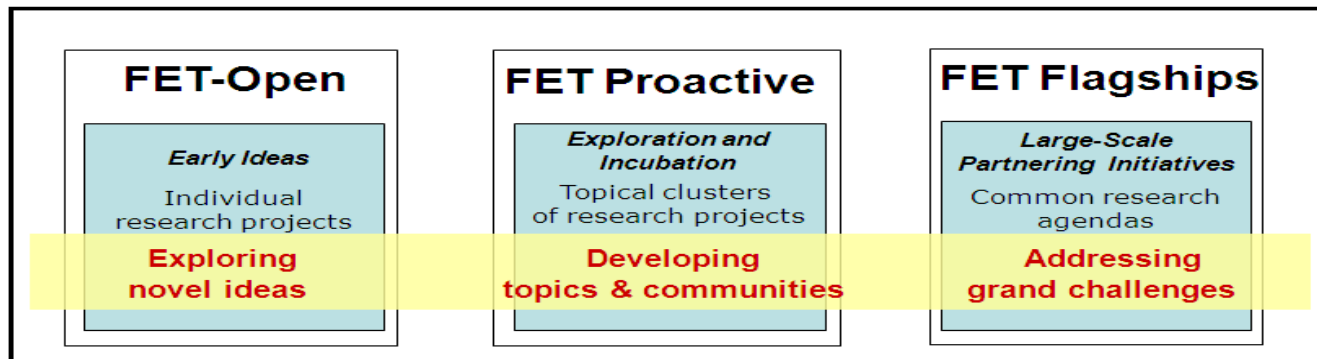 FET-Open
Early Ideas
Individual
research projects
Exploring
novel ideas
FET Proactive
Exploration and
Incubation
Topical clusters
of research projects
Developing
topics & communities
FET Flagships
Large-Scale
Partnering Initiatives
Common research
agendas
Addressing
grand challenges